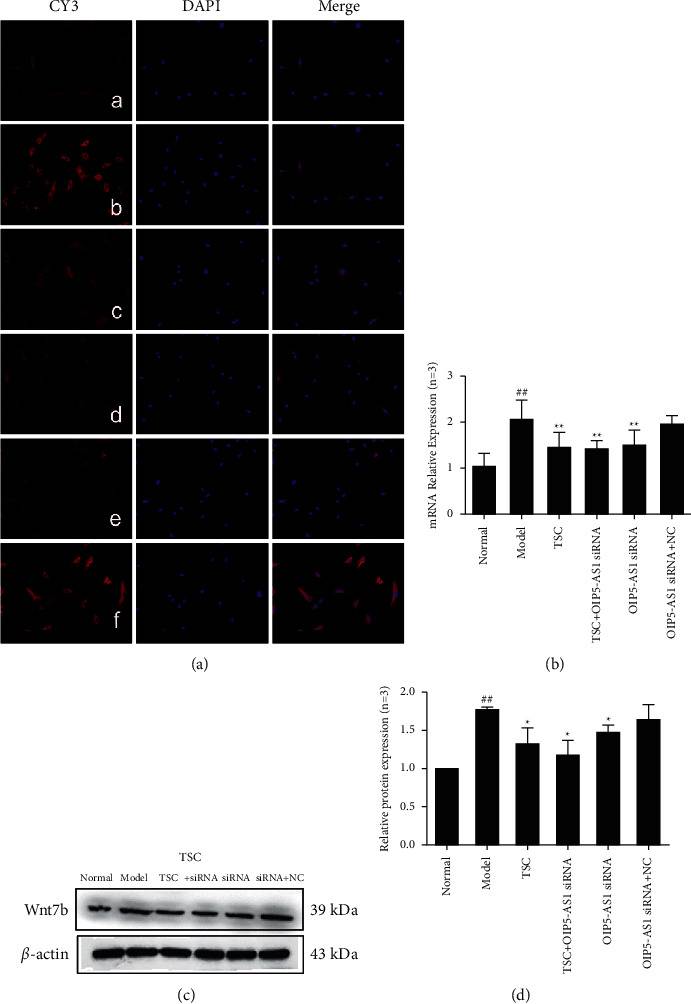 CY3 DAPI Merge
a
b
c
d
e
f
(a)
mRNA Relative Expression (n=3)
3
2
1
0
##
**
**
**
Normal
Model
TSC
TSC+OIP5-AS1 siRNA
OIP5-AS1 siRNA
OIP5-AS1 siRNA+NC
(b)
TSC
Normal Model TSC +siRNA siRNA siRNA+NC
Wnt7b 39 kDa
β-actin 43 kDa
(c)
Relative protein expression (n=3)
2.0
1.5
1.0
0.5
0.0
##
*
*
*
Normal
Model
TSC
TSC+OIP5-AS1 siRNA
OIP5-AS1 siRNA
OIP5-AS1 siRNA+NC
(d)